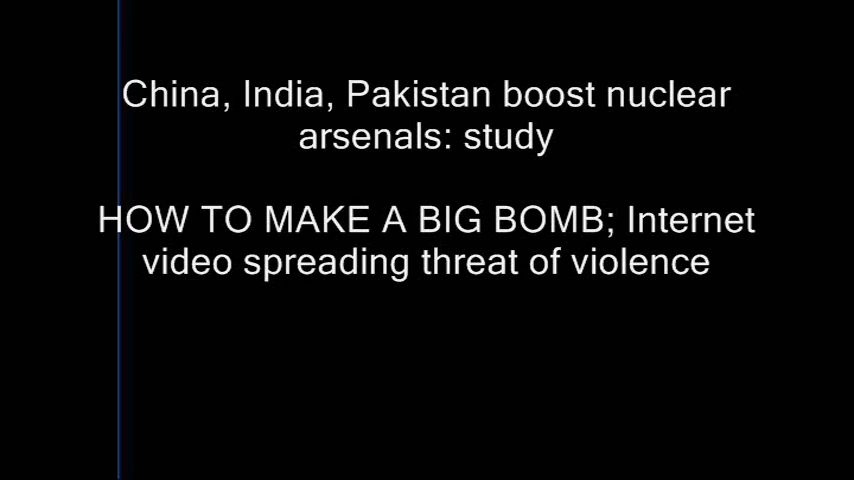 China, India, Pakistan boost nuclear
arsenals: study
HOW TO MAKE A BIG BOMB; Internet
video spreading threat of violence